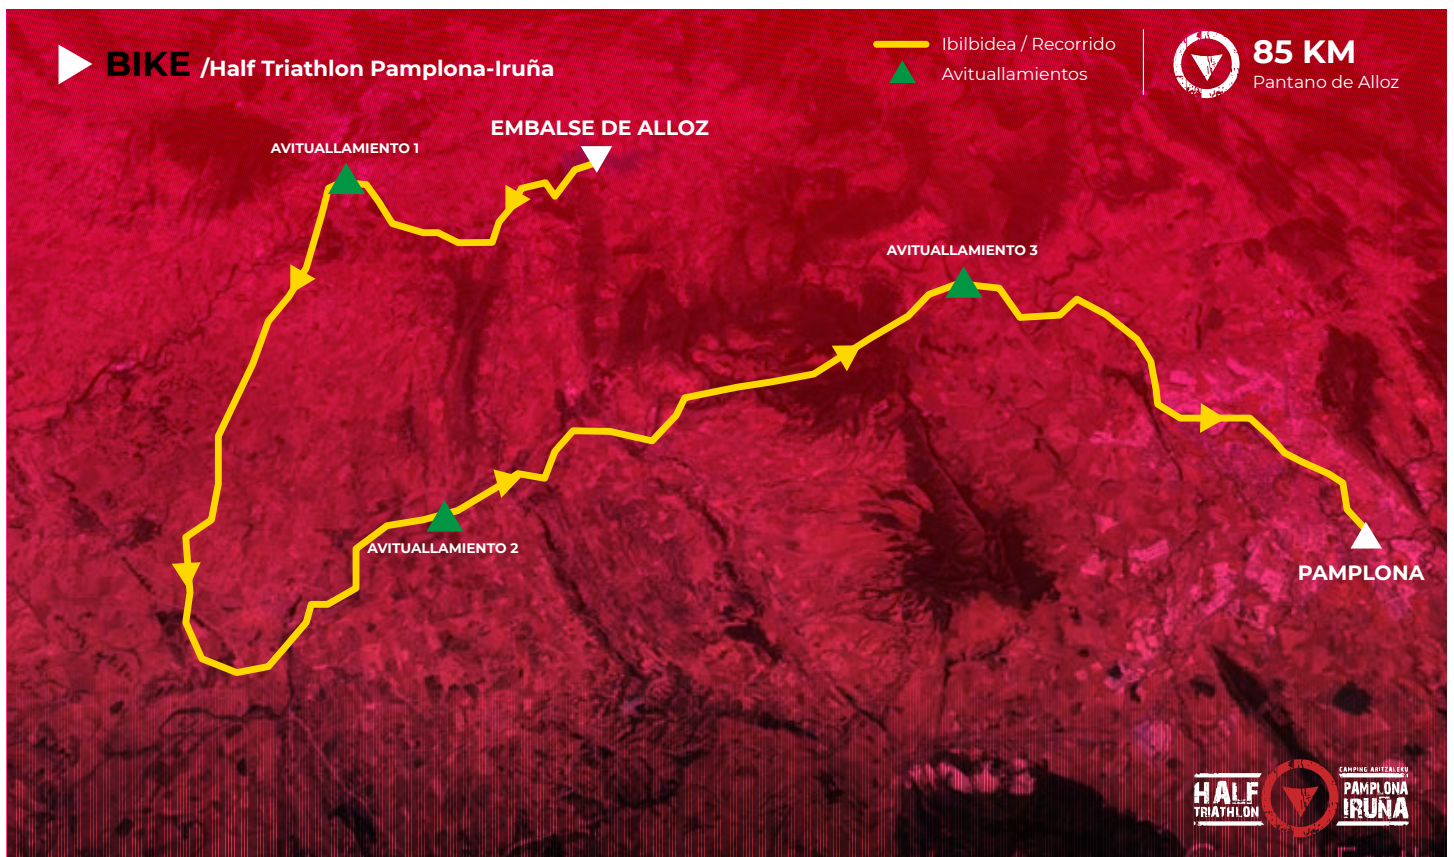 BIKE /Half Triathlon Pamplona-Iruña
Ibilbidea / Recorrido
Avituallamientos
85 KM
Pantano de Alloz
EMBALSE DE ALLOZ
AVITUALLAMIENTO 1
AVITUALLAMIENTO 3
AVITUALLAMIENTO 2
PAMPLONA
HALF
TRIATHLON
CAMPING ARITZALEKU
PAMPLONA
IRUÑA